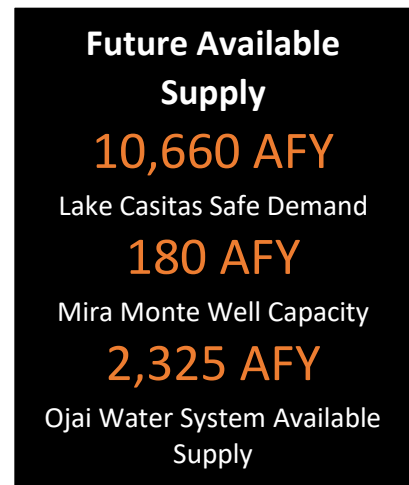 Future Available
Supply
10,660 AFY
Lake Casitas Safe Demand
180 AFY
Mira Monte Well Capacity
2,325 AFY
Ojai Water System Available
Supply